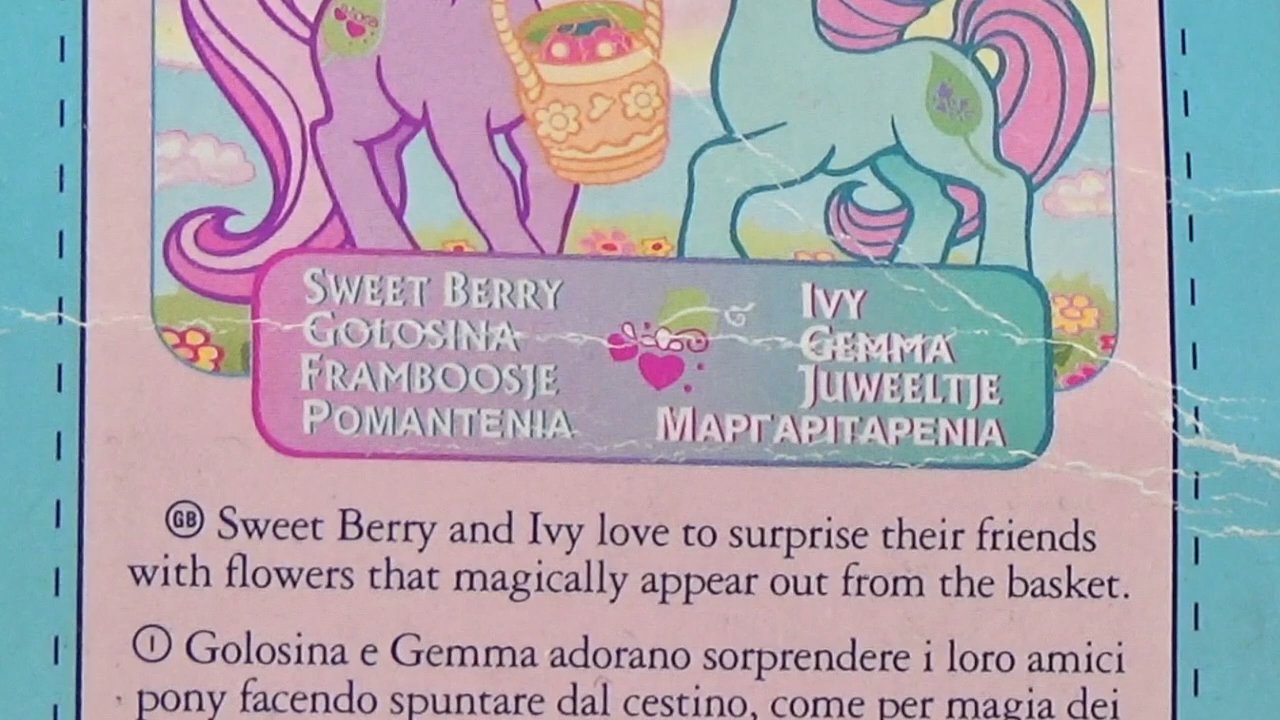 SWEET BERRY
GOLOSINA
FRAMBOOSJE
ΡΟΜΑΝΤΕΝΙΑ
IVY
GEMMA
JUWEELTJE
ΜΑΡΓΑΡΙΤΑΡΕΝΙΑ
GB Sweet Berry and Ivy love to surprise their friends
with flowers that magically appear out from the basket.
I Golosina e Gemma adorano sorprendere i loro amici
pony facendo spuntare dal cestino, come per magia dei